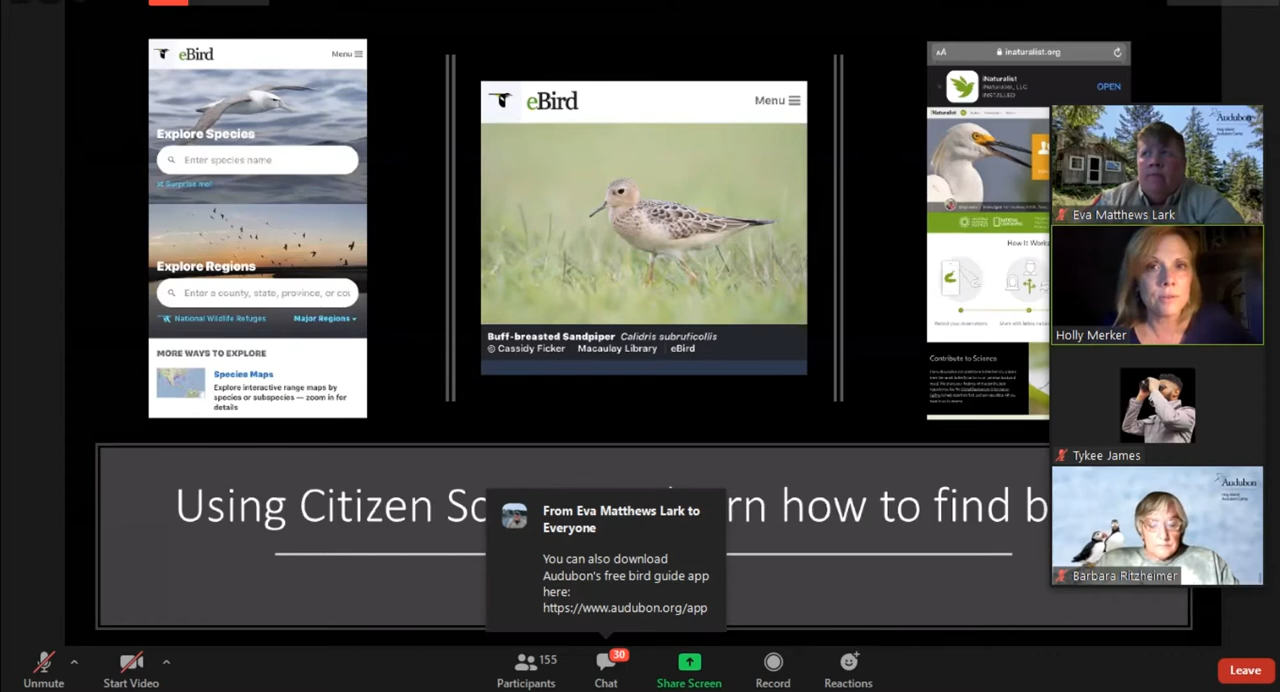 eBird
Menu
Explore Species
Enter species name
Surprise me!
Explore Regions
Enter a county, state, province, or cou
National Wildlife Refuges
Major Regions
MORE WAYS TO EXPLORE
Species Maps
Explore interactive range maps by
species or subspecies — zoom in for
details
eBird
Menu
Buff-breasted Sandpiper Calidris subruficollis
© Cassidy Ficker Macaulay Library eBird
AA
inaturalist.org
iNaturalist
iNaturalist, LLC
INSTALLED
OPEN
iNaturalist
How It Works
Contribute to Science
Audubon
Eva Matthews Lark
Holly Merker
Tykee James
Audubon
Barbara Ritzheimer
Using Citizen Sc
rn how to find b
From Eva Matthews Lark to
Everyone
You can also download
Audubon's free bird guide app
here:
https://www.audubon.org/app
Unmute
Start Video
155
Participants
30
Chat
Share Screen
Record
Reactions
Leave